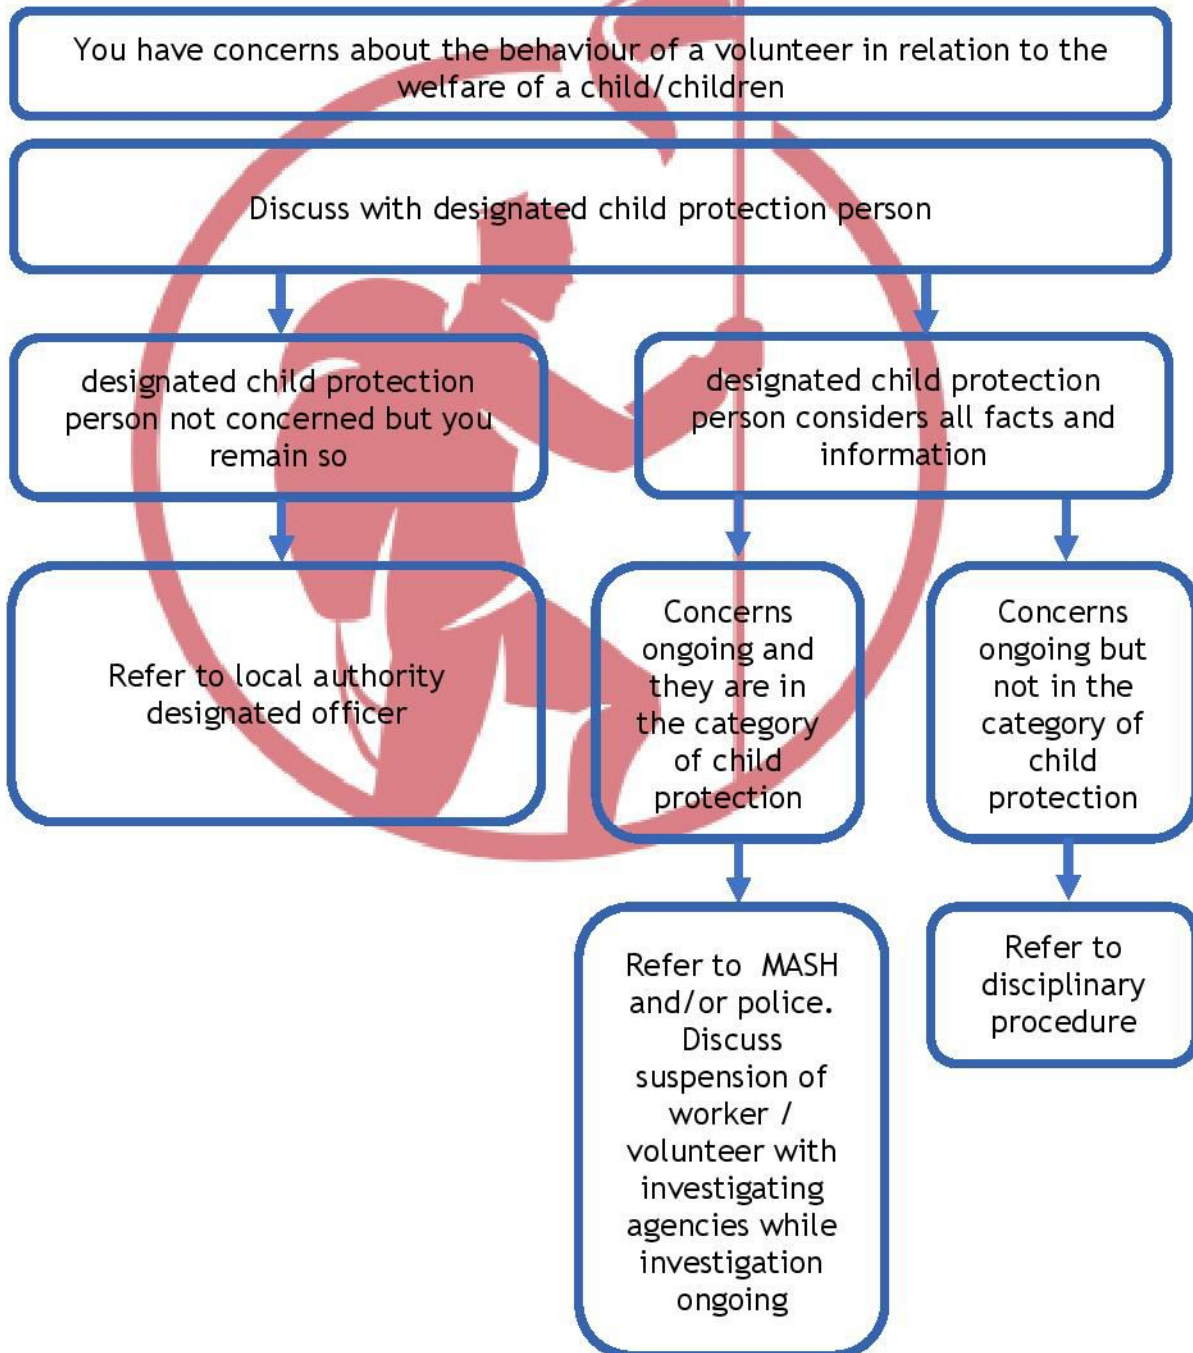 You have concerns about the behaviour of a volunteer in relation to the
welfare of a child/children
Discuss with designated child protection person
designated child protection
person not concerned but you
remain so
designated child protection
person considers all facts and
information
Refer to local authority
designated officer
Concerns
ongoing and
they are in
the category
of child
protection
Concerns
ongoing but
not in the
category of
child
protection
Refer to  MASH
and/or police.
Discuss
suspension of
worker /
volunteer with
investigating
agencies while
investigation
ongoing
Refer to
disciplinary
procedure